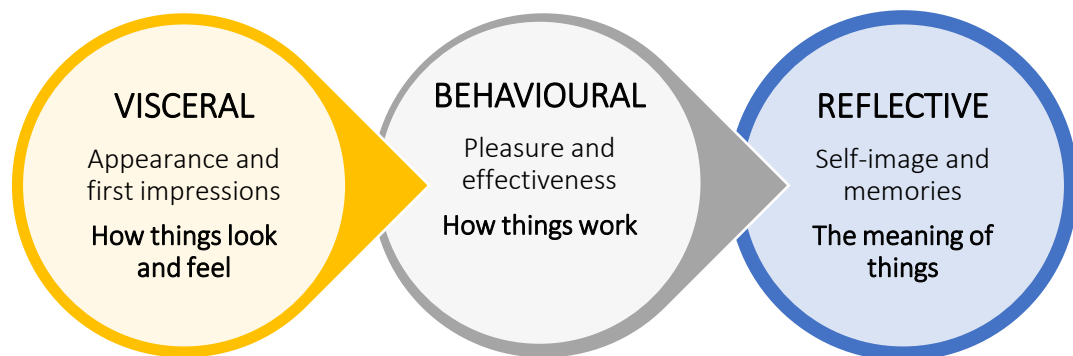 VISCERAL
Appearance and
first impressions
How things look
and feel
BEHAVIOURAL
Pleasure and
effectiveness
How things work
REFLECTIVE
Self-image and
memories
The meaning of
things